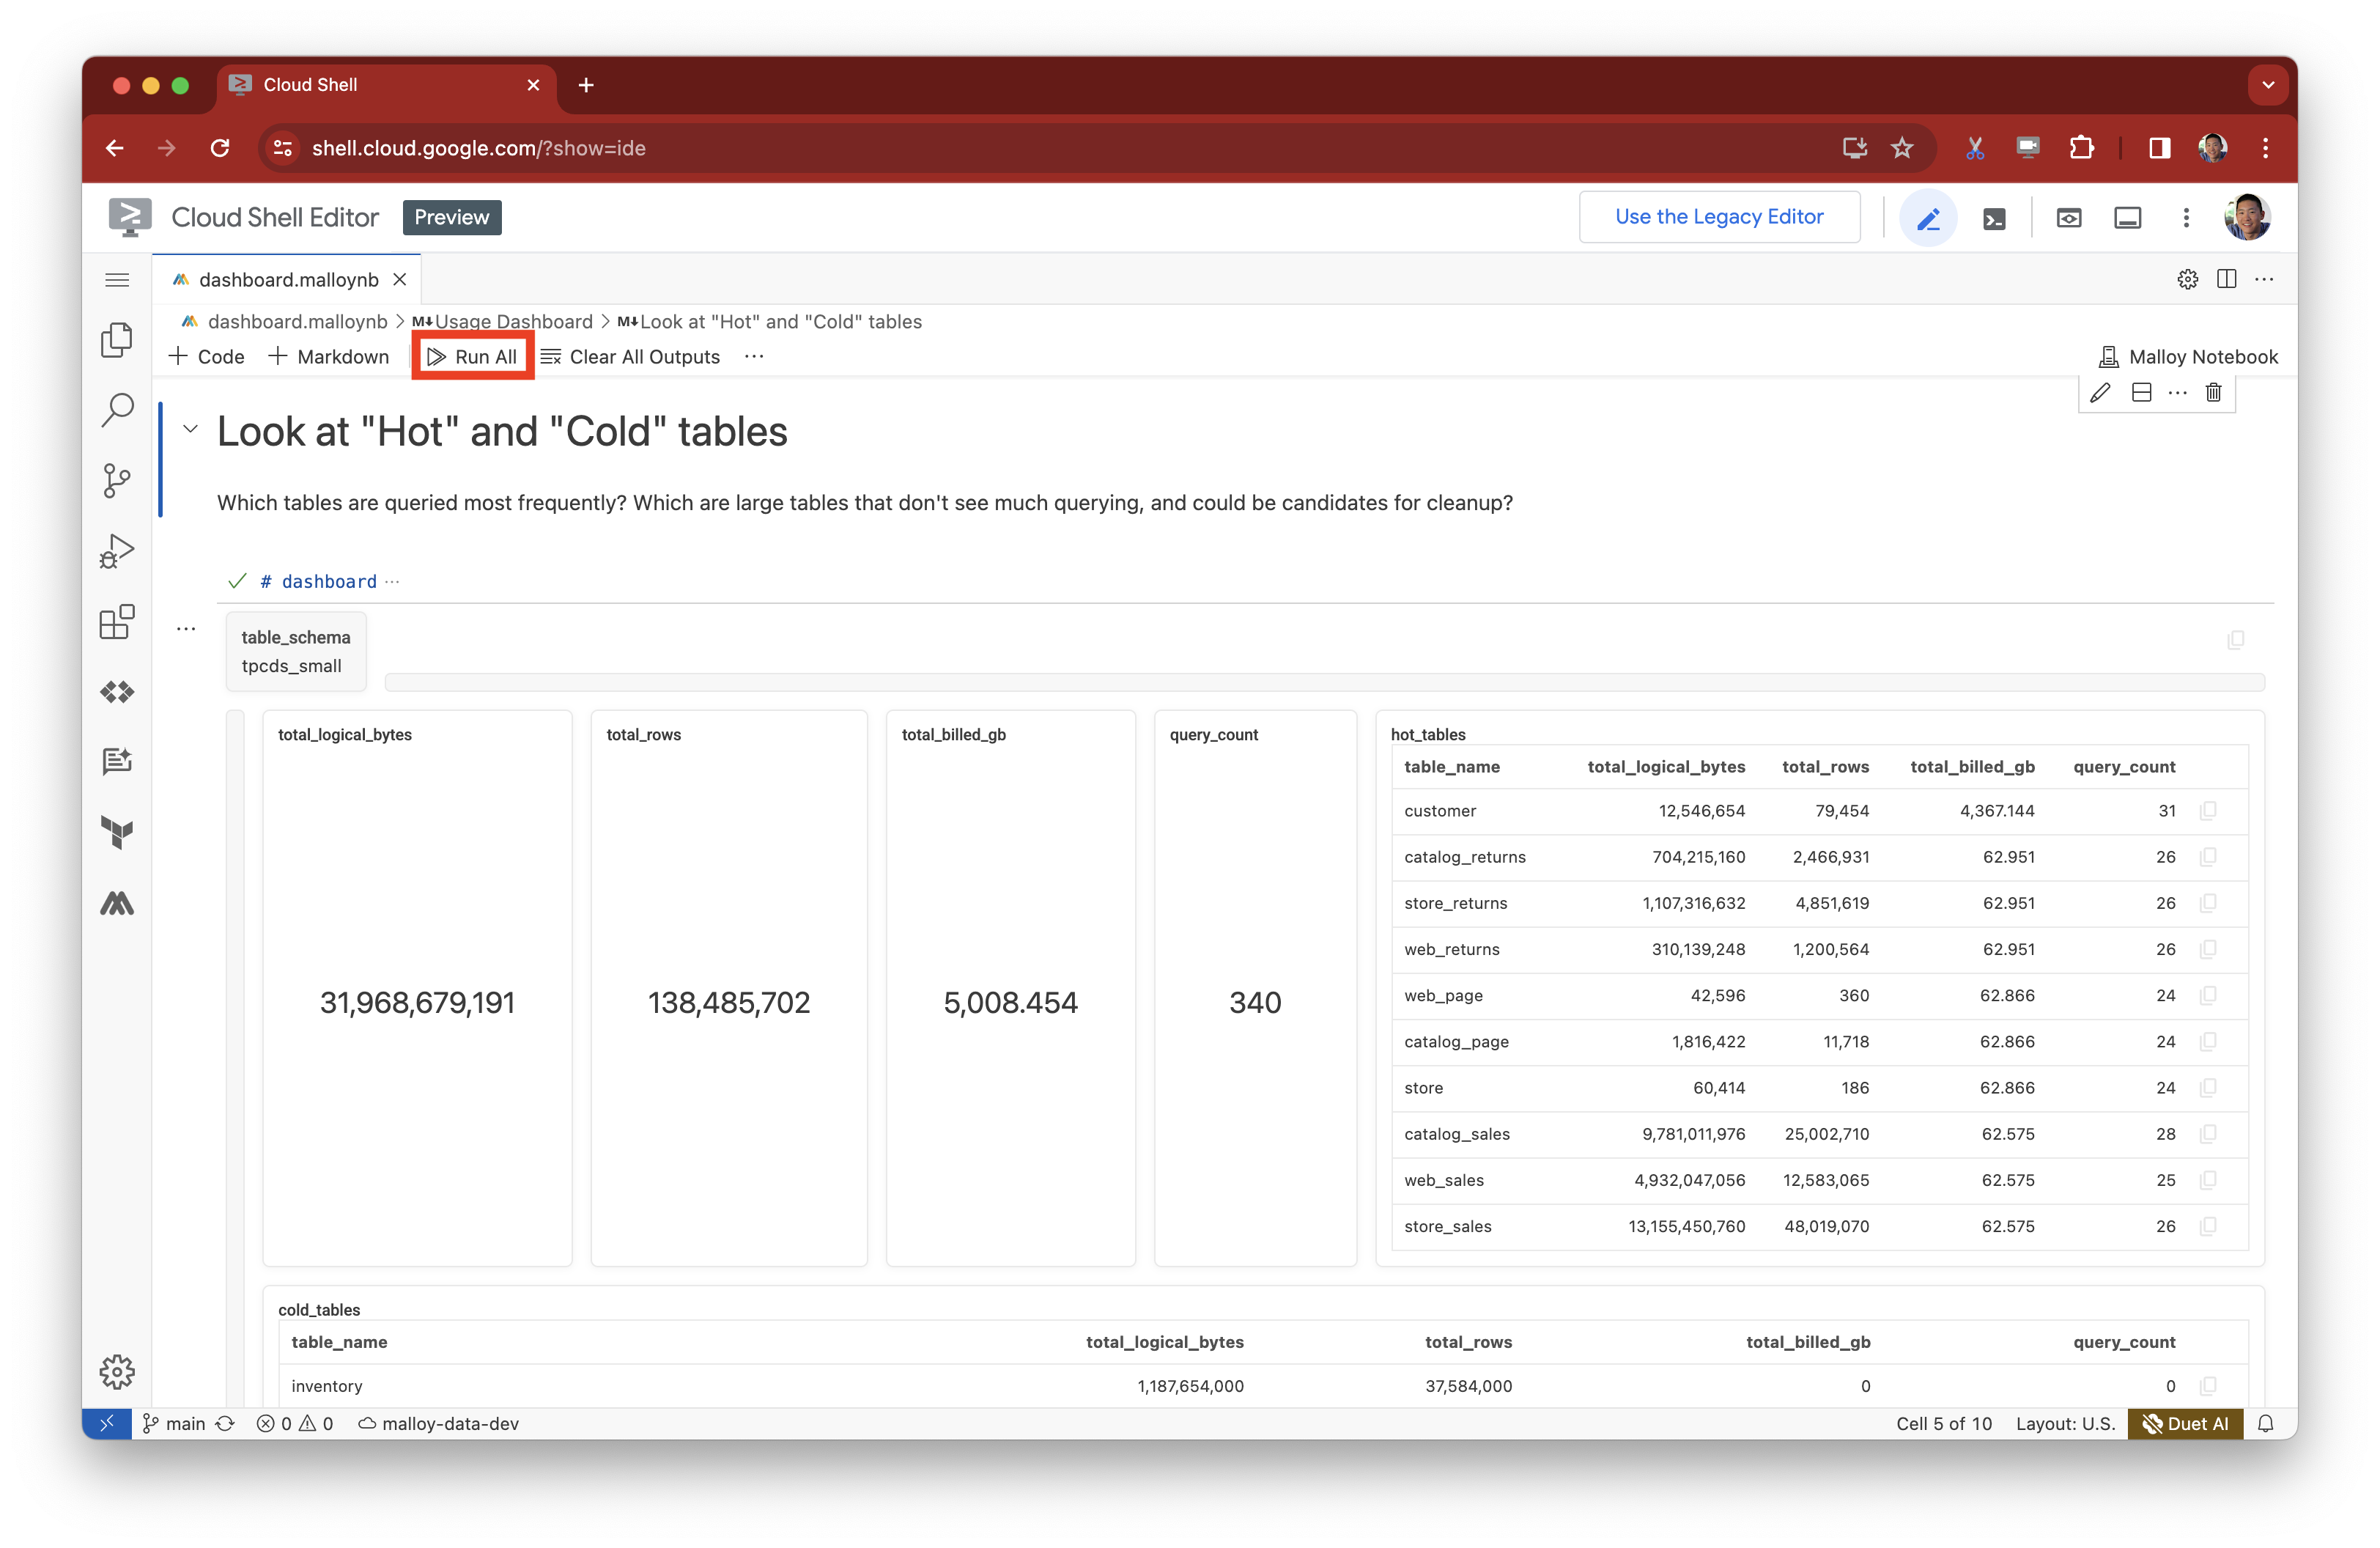 Cloud Shell
shell.cloud.google.com/?show=ide
Cloud Shell Editor Preview Use the Legacy Editor
dashboard.malloynb
dashboard.malloynb > M↓Usage Dashboard > M↓Look at "Hot" and "Cold" tables
+ Code + Markdown Run All Clear All Outputs ... Malloy Notebook
Look at "Hot" and "Cold" tables
Which tables are queried most frequently? Which are large tables that don't see much querying, and could be candidates for cleanup?
# dashboard ...
table_schema
tpcds_small
total_logical_bytes
31,968,679,191
total_rows
138,485,702
total_billed_gb
5,008.454
query_count
340
hot_tables
table_name total_logical_bytes total_rows total_billed_gb query_count
customer 12,546,654 79,454 4,367.144 31
catalog_returns 704,215,160 2,466,931 62.951 26
store_returns 1,107,316,632 4,851,619 62.951 26
web_returns 310,139,248 1,200,564 62.951 26
web_page 42,596 360 62.866 24
catalog_page 1,816,422 11,718 62.866 24
store 60,414 186 62.866 24
catalog_sales 9,781,011,976 25,002,710 62.575 28
web_sales 4,932,047,056 12,583,065 62.575 25
store_sales 13,155,450,760 48,019,070 62.575 26
cold_tables
table_name total_logical_bytes total_rows total_billed_gb query_count
inventory 1,187,654,000 37,584,000 0 0
main 0 0 malloy-data-dev Cell 5 of 10 Layout: U.S. Duet AI